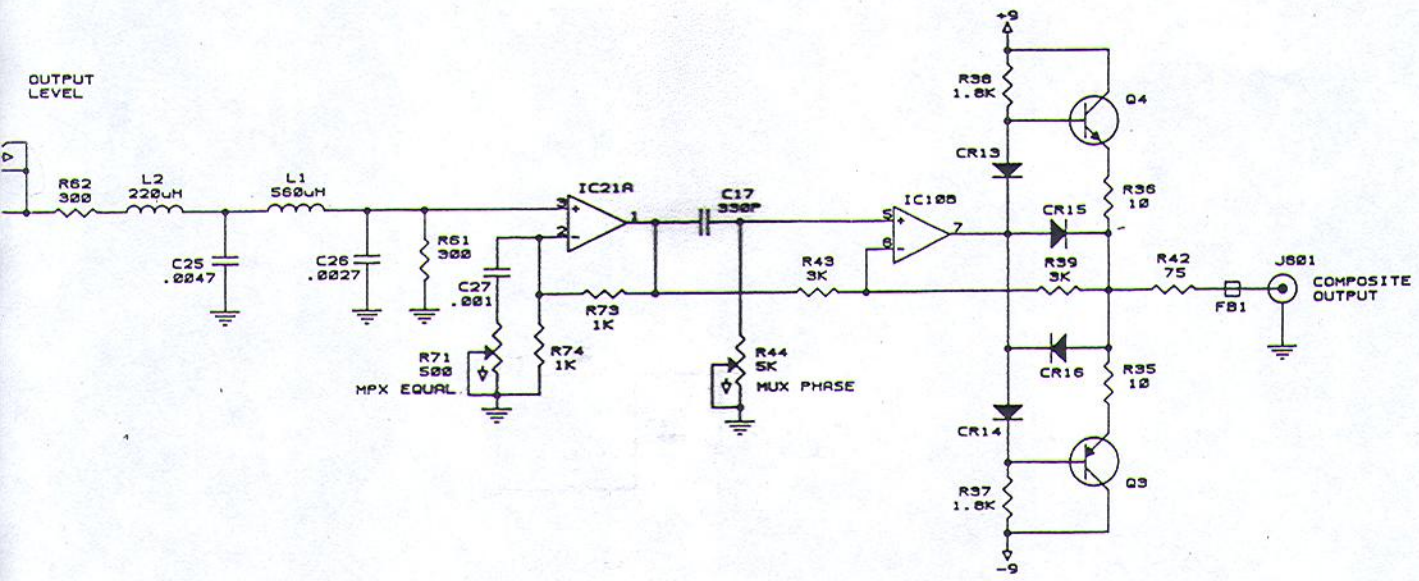 OUTPUT
LEVEL
R62
300
L2
220uH
C25
.0047
L1
560uH
C26
.0027
R61
300
C27
.001
R71
500
MPX EQUAL
R74
1K
R73
1K
3
+
2
-
IC21A
1
C17
330P
R44
5K
MUX PHASE
R43
3K
5
+
6
-
IC10B
7
+9
R38
1.8K
Q4
CR13
R36
10
CR15
R39
3K
R42
75
FB1
J601
COMPOSITE
OUTPUT
CR16
R35
10
CR14
R37
1.8K
Q3
-9